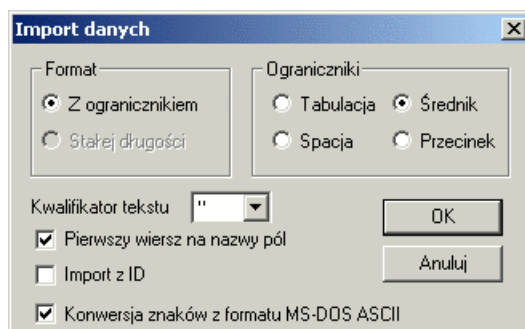 Import danych
Format
Z ogranicznikiem
Stałej długości
Ograniczniki
Tabulacja
Średnik
Spacja
Przecinek
Kwalifikator tekstu "
Pierwszy wiersz na nazwy pól
Import z ID
Konwersja znaków z formatu MS-DOS ASCII
OK
Anuluj